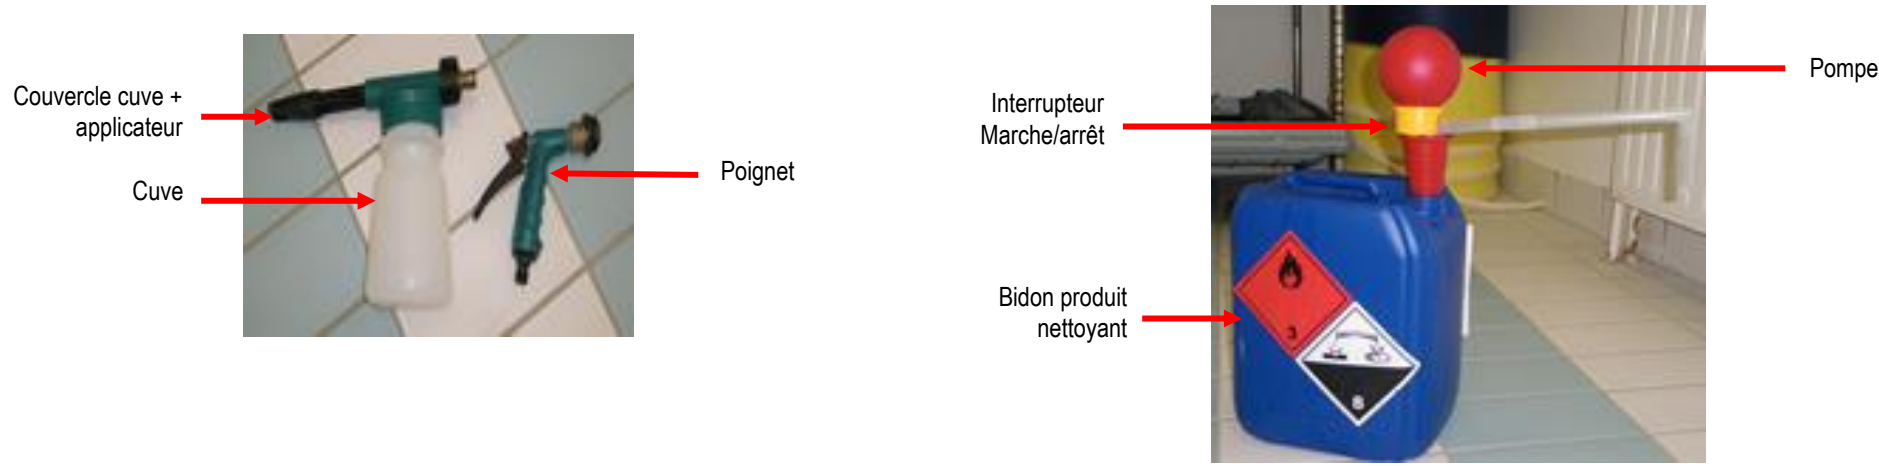 Couvercle cuve +
applicateur
Cuve
Poignet
Interrupteur
Marche/arrêt
Pompe
Bidon produit
nettoyant
3
8